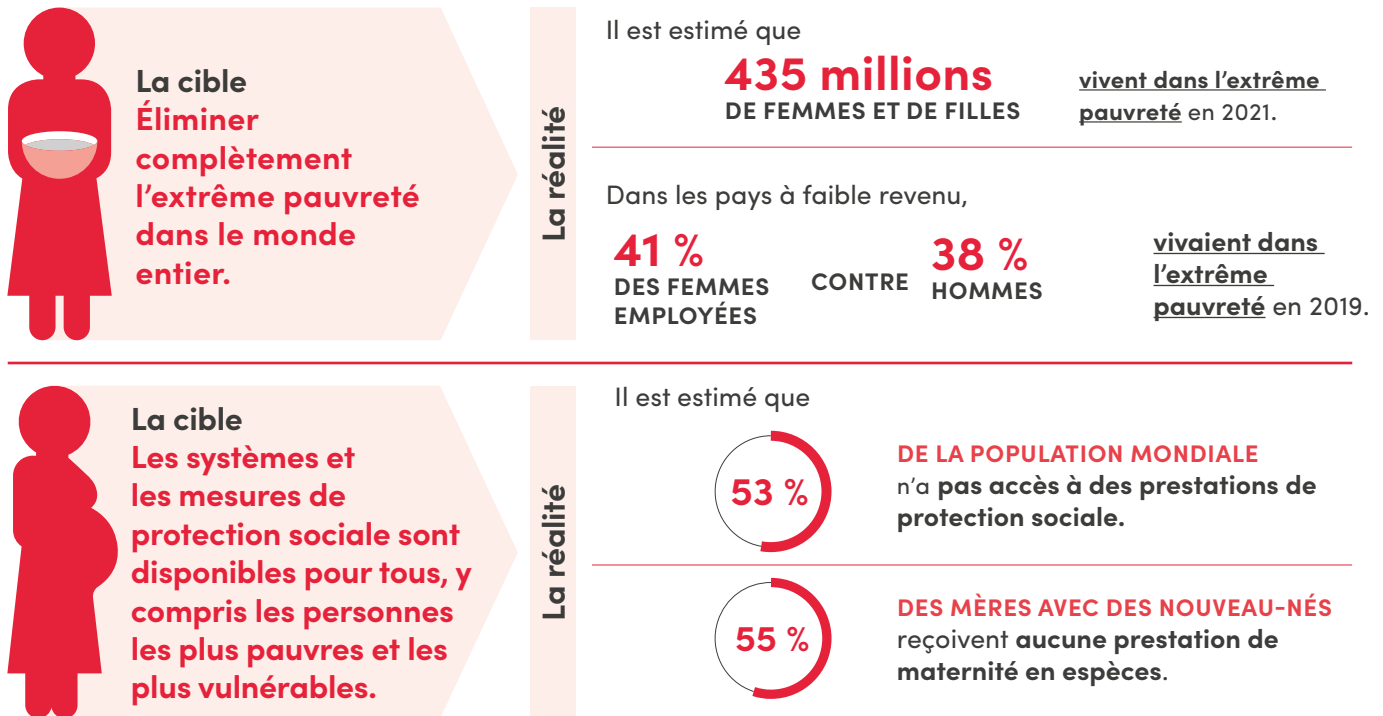 La cible
Éliminer
complètement
l'extrême pauvreté
dans le monde
entier.
La réalité
Il est estimé que
435 millions
DE FEMMES ET DE FILLES
vivent dans l'extrême
pauvreté en 2021.
Dans les pays à faible revenu,
41 %
DES FEMMES
EMPLOYÉES
CONTRE
38 %
HOMMES
vivaient dans
l'extrême
pauvreté en 2019.
La cible
Les systèmes et
les mesures de
protection sociale sont
disponibles pour tous, y
compris les personnes
les plus pauvres et les
plus vulnérables.
La réalité
Il est estimé que
53 %
DE LA POPULATION MONDIALE
n'a pas accès à des prestations de
protection sociale.
55 %
DES MÈRES AVEC DES NOUVEAU-NÉS
reçoivent aucune prestation de
maternité en espèces.